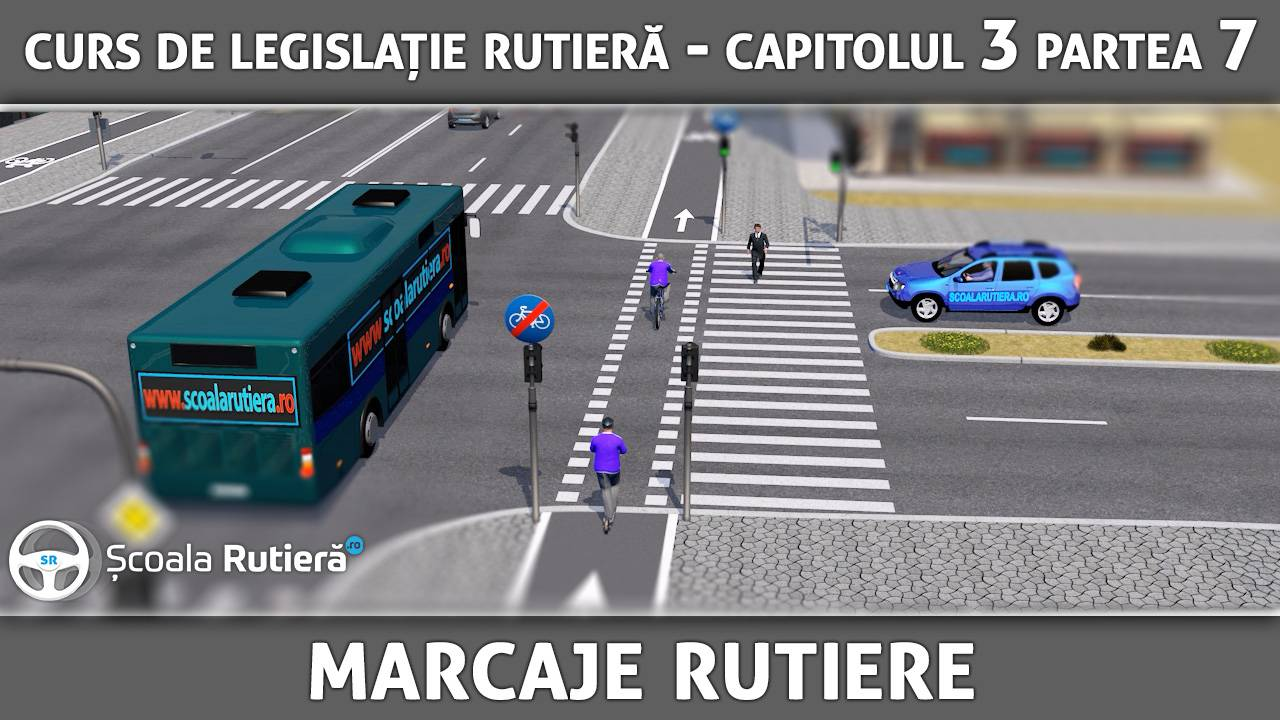 CURS DE LEGISLAȚIE RUTIERĂ - CAPITOLUL 3 PARTEA 7
www.scoalarutiera.ro
www.scoalarutiera.ro
SCOALARUTIERA.RO
SR Școala Rutieră.ro
MARCAJE RUTIERE